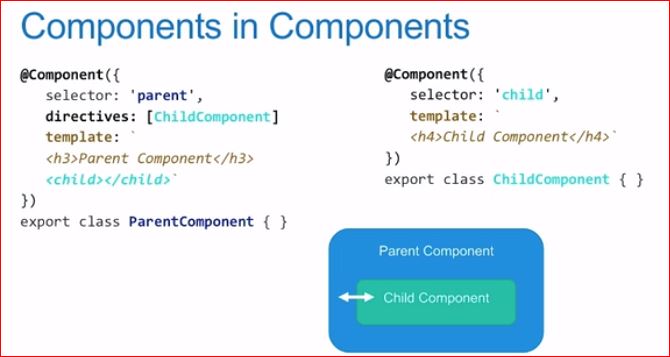 Components in Components
@Component({
selector: 'parent',
directives: [ChildComponent]
template: `
<h3>Parent Component</h3>
<child></child>`
})
export class ParentComponent { }
@Component({
selector: 'child',
template: `
<h4>Child Component</h4>`
})
export class ChildComponent { }
Parent Component
Child Component